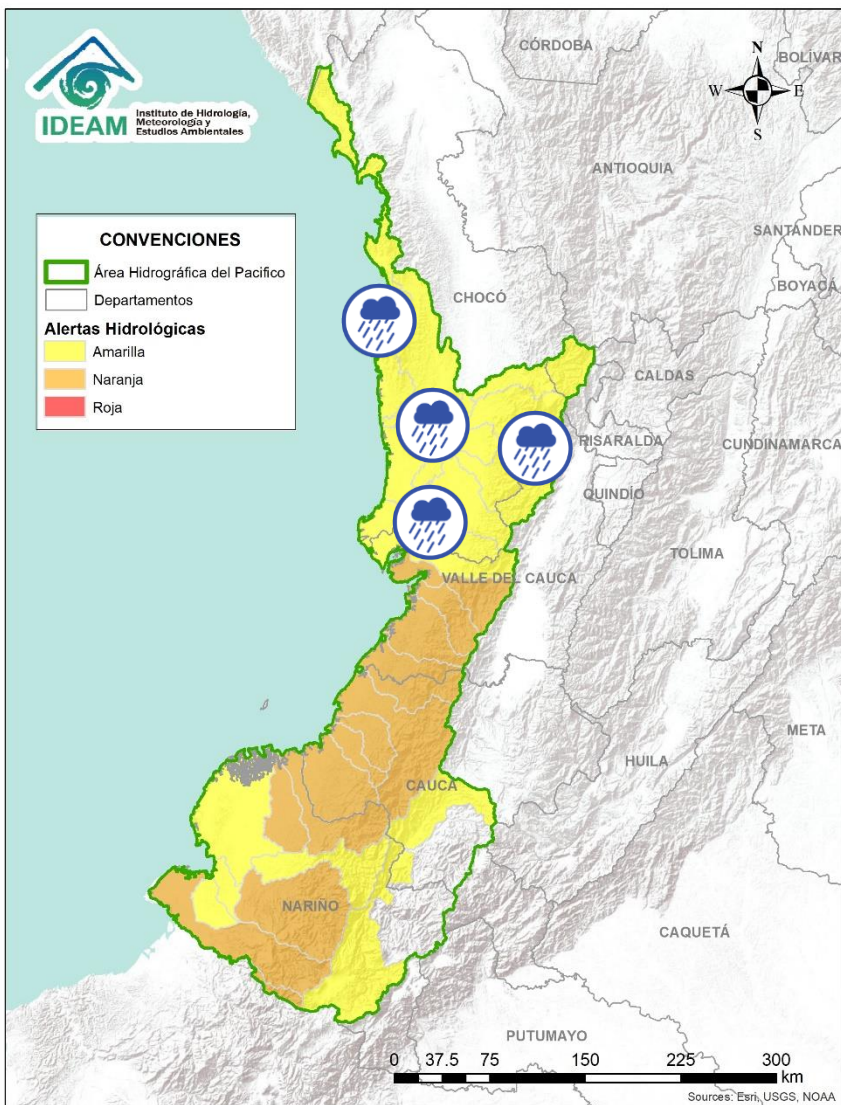 IDEAM
Instituto de Hidrología,
Meteorología y
Estudios Ambientales
CÓRDOBA
BOLÍVAR
N
W
E
S
ANTIOQUIA
SANTANDER
BOYACÁ
CONVENCIONES
Área Hidrográfica del Pacifico
Departamentos
Alertas Hidrológicas
Amarilla
Naranja
Roja
CHOCÓ
CALDAS
RISARALDA
CUNDINAMARCA
QUINDÍO
TOLIMA
VALLE DEL CAUCA
META
HUILA
CAUCA
NARIÑO
CAQUETÁ
PUTUMAYO
0 37.5 75 150 225 300
km
Sources: Esri, USGS, NOAA